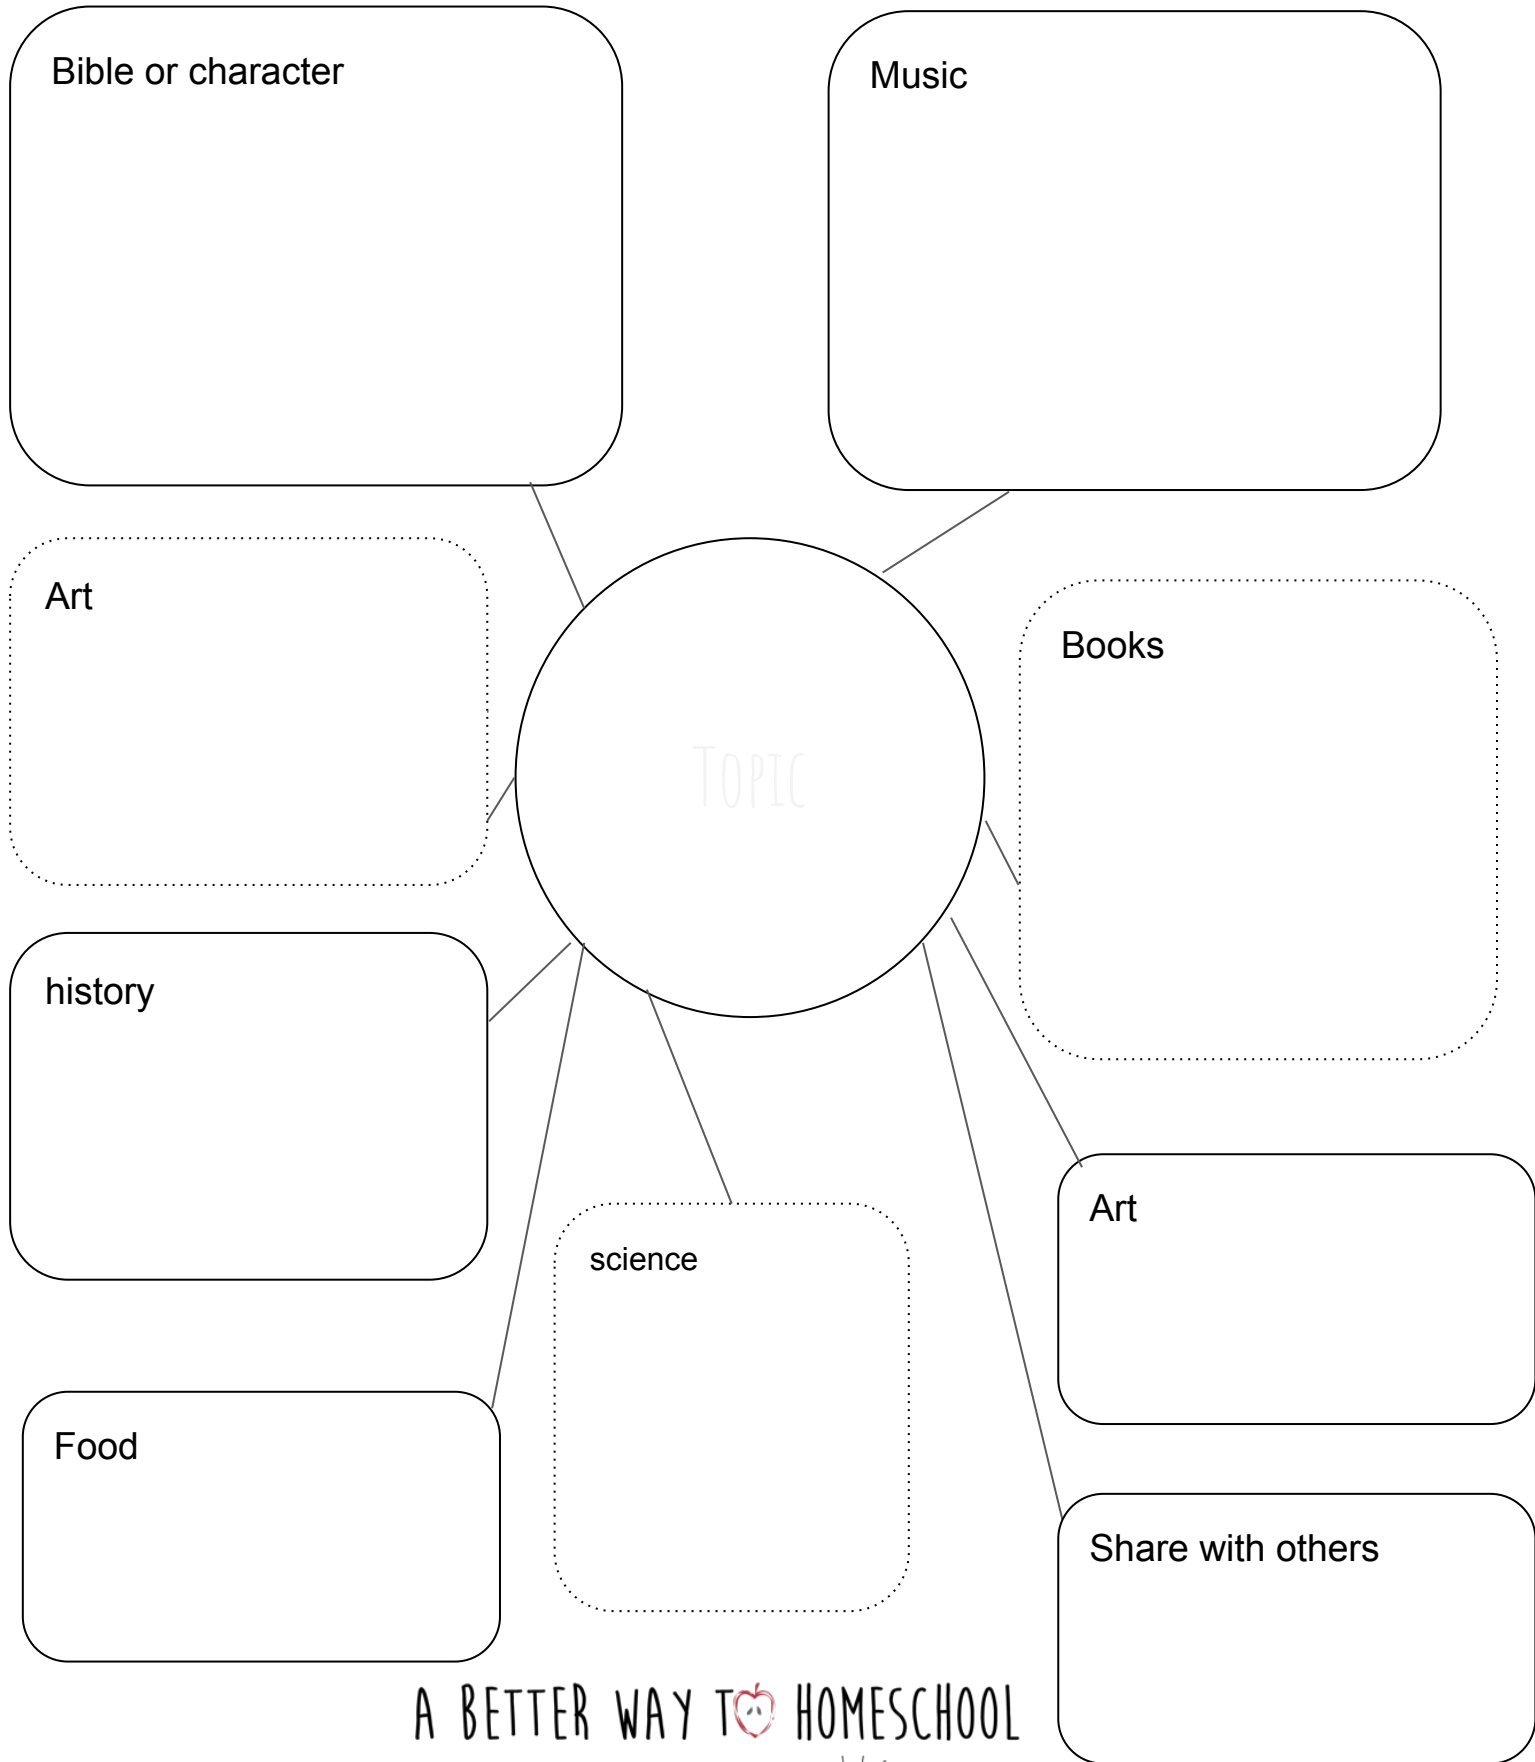 Bible or character
Music
Art
Books
Topic
history
Art
science
Food
Share with others
A BETTER WAY TO HOMESCHOOL